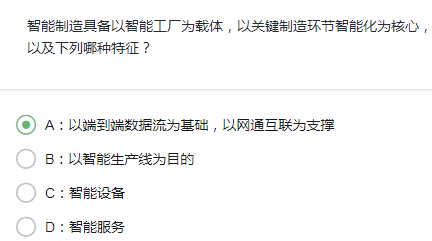 智能制造具备以智能工厂为载体，以关键制造环节智能化为核心，
以及下列哪种特征？
A：以端到端数据流为基础，以网通互联为支撑
B：以智能生产线为目的
C：智能设备
D：智能服务